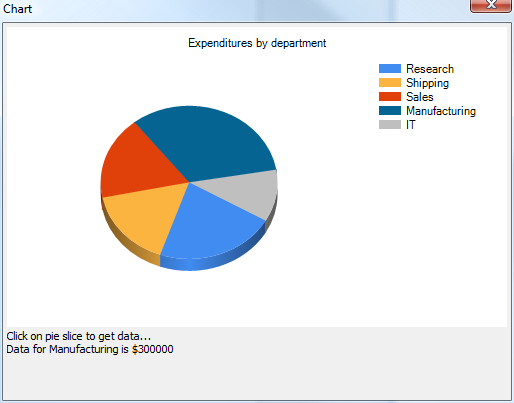 Chart
Expenditures by department
Research
Shipping
Sales
Manufacturing
IT
Click on pie slice to get data...
Data for Manufacturing is $300000